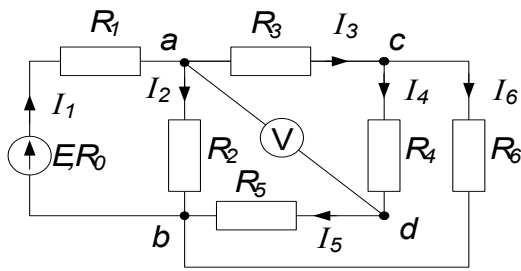 R1 a R3 I3 c
I1 I2 I4 I6
E,R0 V R2 R4 R6
R5
b I5 d